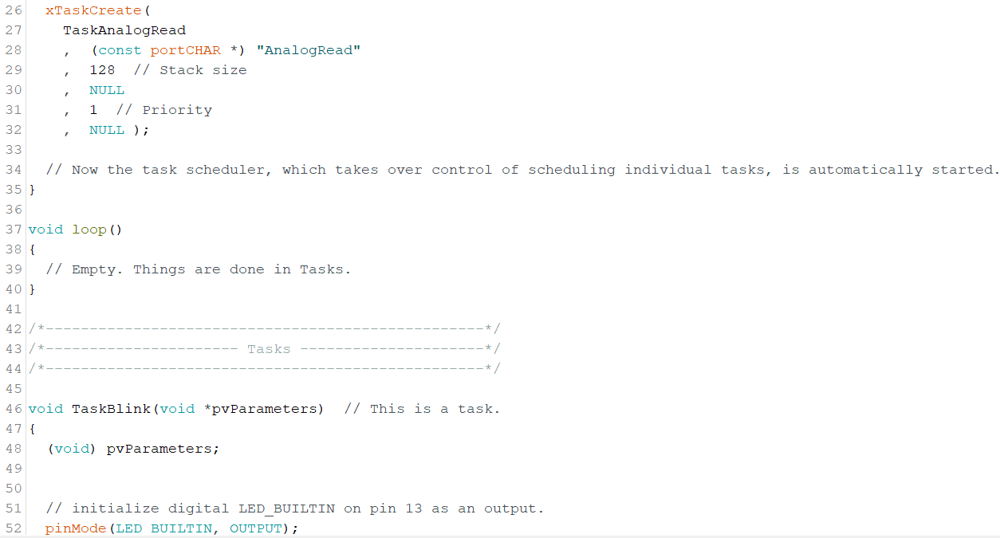 26   xTaskCreate(
27     TaskAnalogRead
28     ,  (const portCHAR *) "AnalogRead"
29     ,  128  // Stack size
30     ,  NULL
31     ,  1  // Priority
32     ,  NULL );
33
34   // Now the task scheduler, which takes over control of scheduling individual tasks, is automatically started.
35 }
36
37 void loop()
38 {
39   // Empty. Things are done in Tasks.
40 }
41
42 /*--------------------------------------------------*/
43 /*---------------------- Tasks ---------------------*/
44 /*--------------------------------------------------*/
45
46 void TaskBlink(void *pvParameters)  // This is a task.
47 {
48   (void) pvParameters;
49
50
51   // initialize digital LED_BUILTIN on pin 13 as an output.
52   pinMode(LED_BUILTIN, OUTPUT);